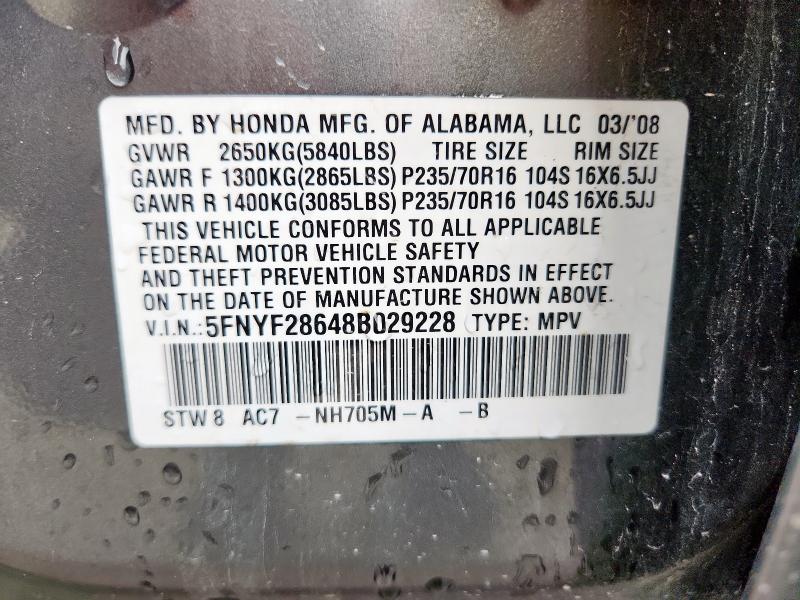 MFD. BY HONDA MFG. OF ALABAMA, LLC 03/'08
GVWR 2650KG(5840LBS) TIRE SIZE RIM SIZE
GAWR F 1300KG(2865LBS) P235/70R16 104S 16X6.5JJ
GAWR R 1400KG(3085LBS) P235/70R16 104S 16X6.5JJ
THIS VEHICLE CONFORMS TO ALL APPLICABLE
FEDERAL MOTOR VEHICLE SAFETY
AND THEFT PREVENTION STANDARDS IN EFFECT
ON THE DATE OF MANUFACTURE SHOWN ABOVE.
V.I.N.: 5FNYF28648B029228 TYPE: MPV
STW 8 AC7 -NH705M-A -B